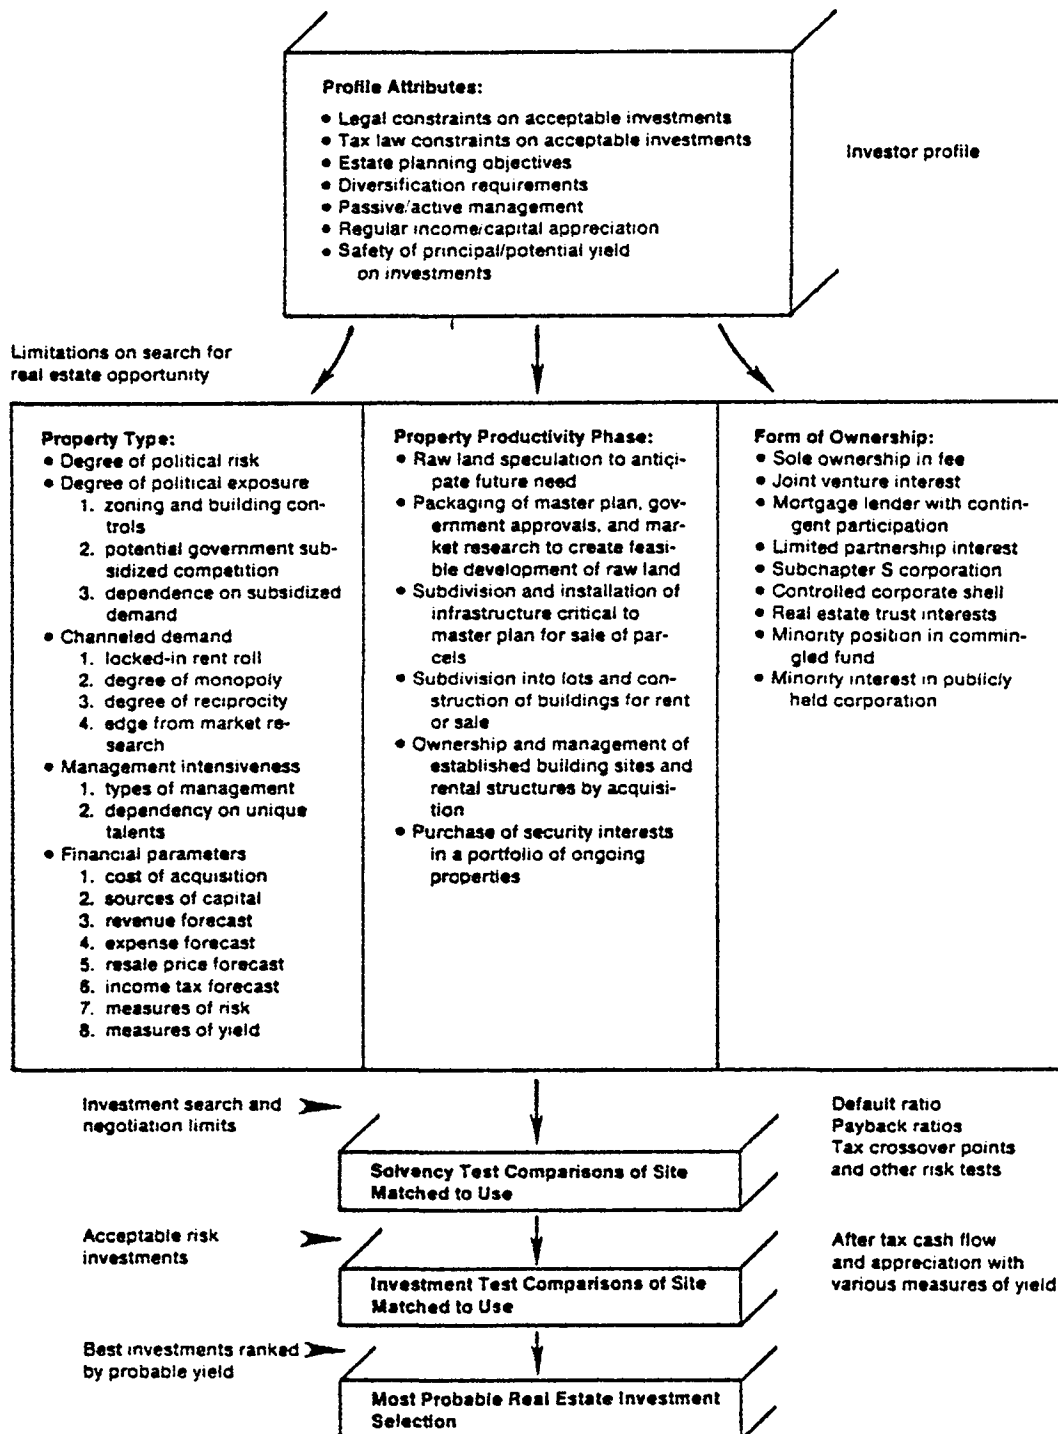 Profile Attributes:
• Legal constraints on acceptable investments
• Tax law constraints on acceptable investments
• Estate planning objectives
• Diversification requirements
• Passive/active management
• Regular income/capital appreciation
• Safety of principal/potential yield
on investments
Investor profile
Limitations on search for
real estate opportunity
Property Type:
• Degree of political risk
• Degree of political exposure
1. zoning and building con-
trols
2. potential government sub-
sidized competition
3. dependence on subsidized
demand
• Channeled demand
1. locked-in rent roll
2. degree of monopoly
3. degree of reciprocity
4. edge from market re-
search
• Management intensiveness
1. types of management
2. dependency on unique
talents
• Financial parameters
1. cost of acquisition
2. sources of capital
3. revenue forecast
4. expense forecast
5. resale price forecast
6. income tax forecast
7. measures of risk
8. measures of yield
Property Productivity Phase:
• Raw land speculation to antici-
pate future need
• Packaging of master plan, gov-
ernment approvals, and mar-
ket research to create feasi-
ble development of raw land
• Subdivision and installation of
infrastructure critical to
master plan for sale of par-
cels
• Subdivision into lots and con-
struction of buildings for rent
or sale
• Ownership and management of
established building sites and
rental structures by acquisi-
tion
• Purchase of security interests
in a portfolio of ongoing
properties
Form of Ownership:
• Sole ownership in fee
• Joint venture interest
• Mortgage lender with contin-
gent participation
• Limited partnership interest
• Subchapter S corporation
• Controlled corporate shell
• Real estate trust interests
• Minority position in commin-
gled fund
• Minority interest in publicly
held corporation
Investment search and
negotiation limits
Default ratio
Payback ratios
Tax crossover points
and other risk tests
Solvency Test Comparisons of Site
Matched to Use
Acceptable risk
investments
After tax cash flow
and appreciation with
various measures of yield
Investment Test Comparisons of Site
Matched to Use
Best investments ranked
by probable yield
Most Probable Real Estate Investment
Selection